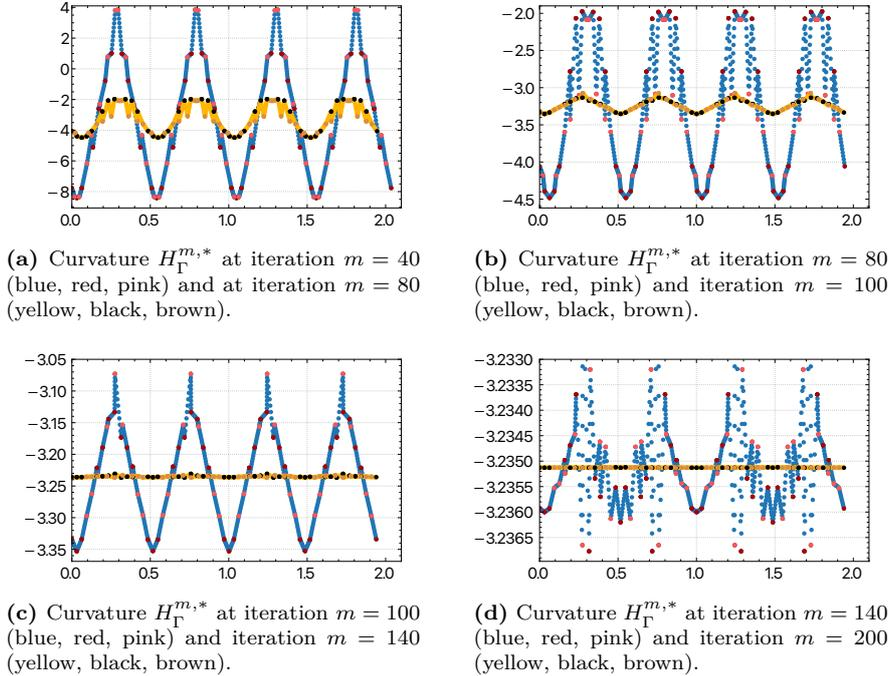 4
2
0
−2
−4
−6
−8
0.0 0.5 1.0 1.5 2.0
(a) Curvature H_Γ^{m,*} at iteration m = 40
(blue, red, pink) and at iteration m = 80
(yellow, black, brown).
−2.0
−2.5
−3.0
−3.5
−4.0
−4.5
0.0 0.5 1.0 1.5 2.0
(b) Curvature H_Γ^{m,*} at iteration m = 80
(blue, red, pink) and iteration m = 100
(yellow, black, brown).
−3.05
−3.10
−3.15
−3.20
−3.25
−3.30
−3.35
0.0 0.5 1.0 1.5 2.0
(c) Curvature H_Γ^{m,*} at iteration m = 100
(blue, red, pink) and iteration m = 140
(yellow, black, brown).
−3.2330
−3.2335
−3.2340
−3.2345
−3.2350
−3.2355
−3.2360
−3.2365
0.0 0.5 1.0 1.5 2.0
(d) Curvature H_Γ^{m,*} at iteration m = 140
(blue, red, pink) and iteration m = 200
(yellow, black, brown).